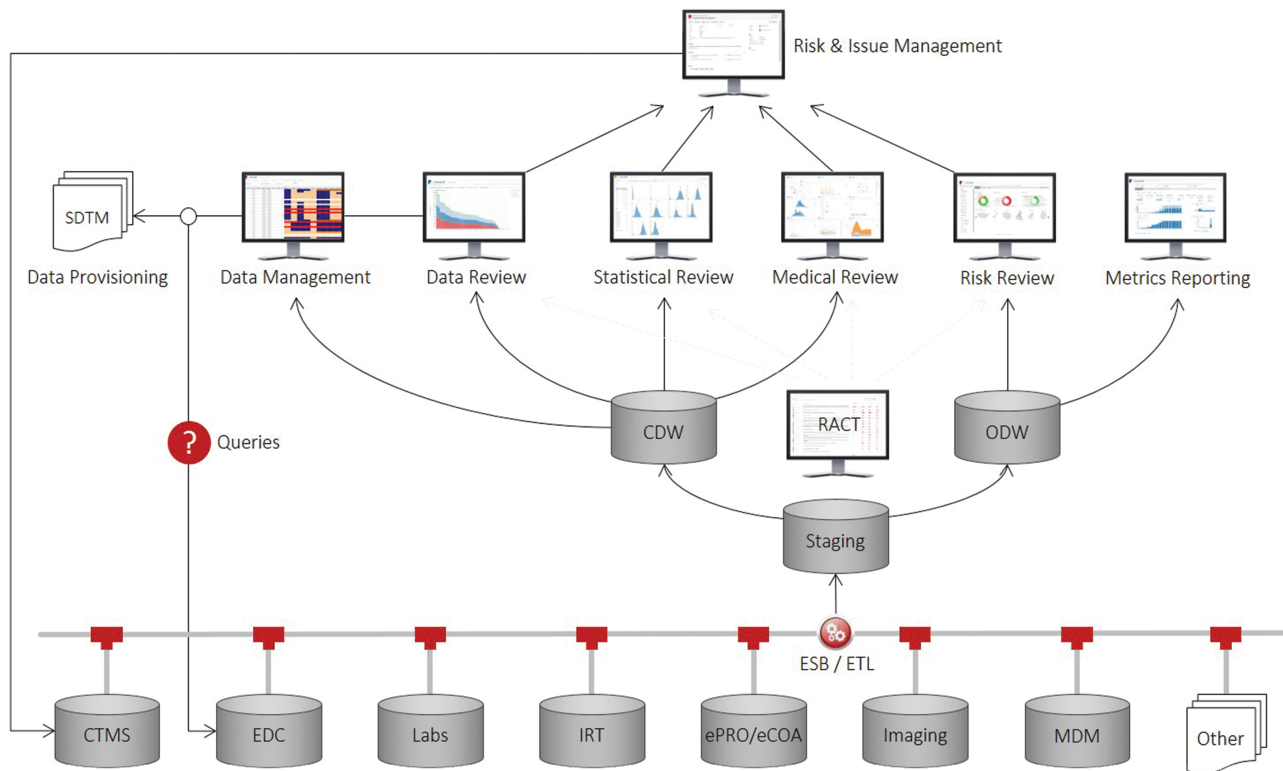 Risk & Issue Management
SDTM
Data Provisioning
Data Management
Data Review
Statistical Review
Medical Review
Risk Review
Metrics Reporting
CDW
RACT
ODW
?
Queries
Staging
ESB / ETL
CTMS
EDC
Labs
IRT
ePRO/eCOA
Imaging
MDM
Other